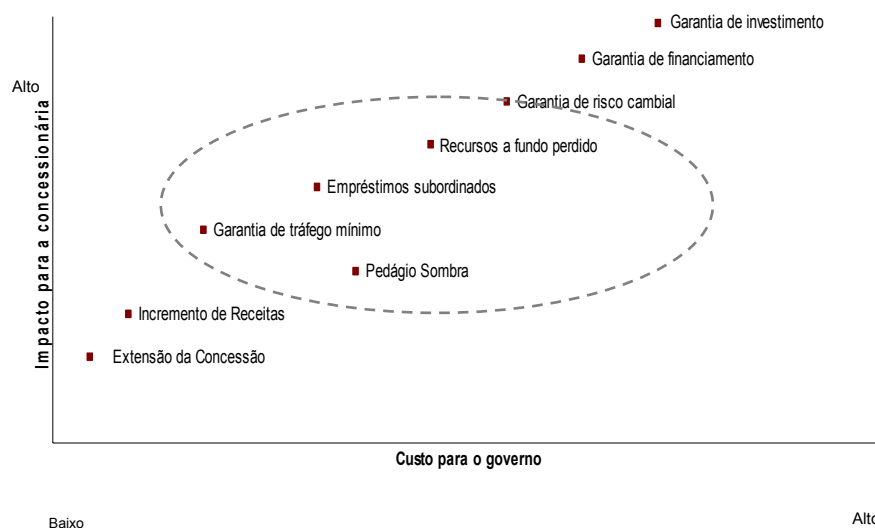 Garantia de investimento
Garantia de financiamento
Alto
Garantia de risco cambial
Impacto para a concessionária
Recursos a fundo perdido
Empréstimos subordinados
Garantia de tráfego mínimo
Pedágio Sombra
Incremento de Receitas
Extensão da Concessão
Custo para o governo
Baixo
Alto